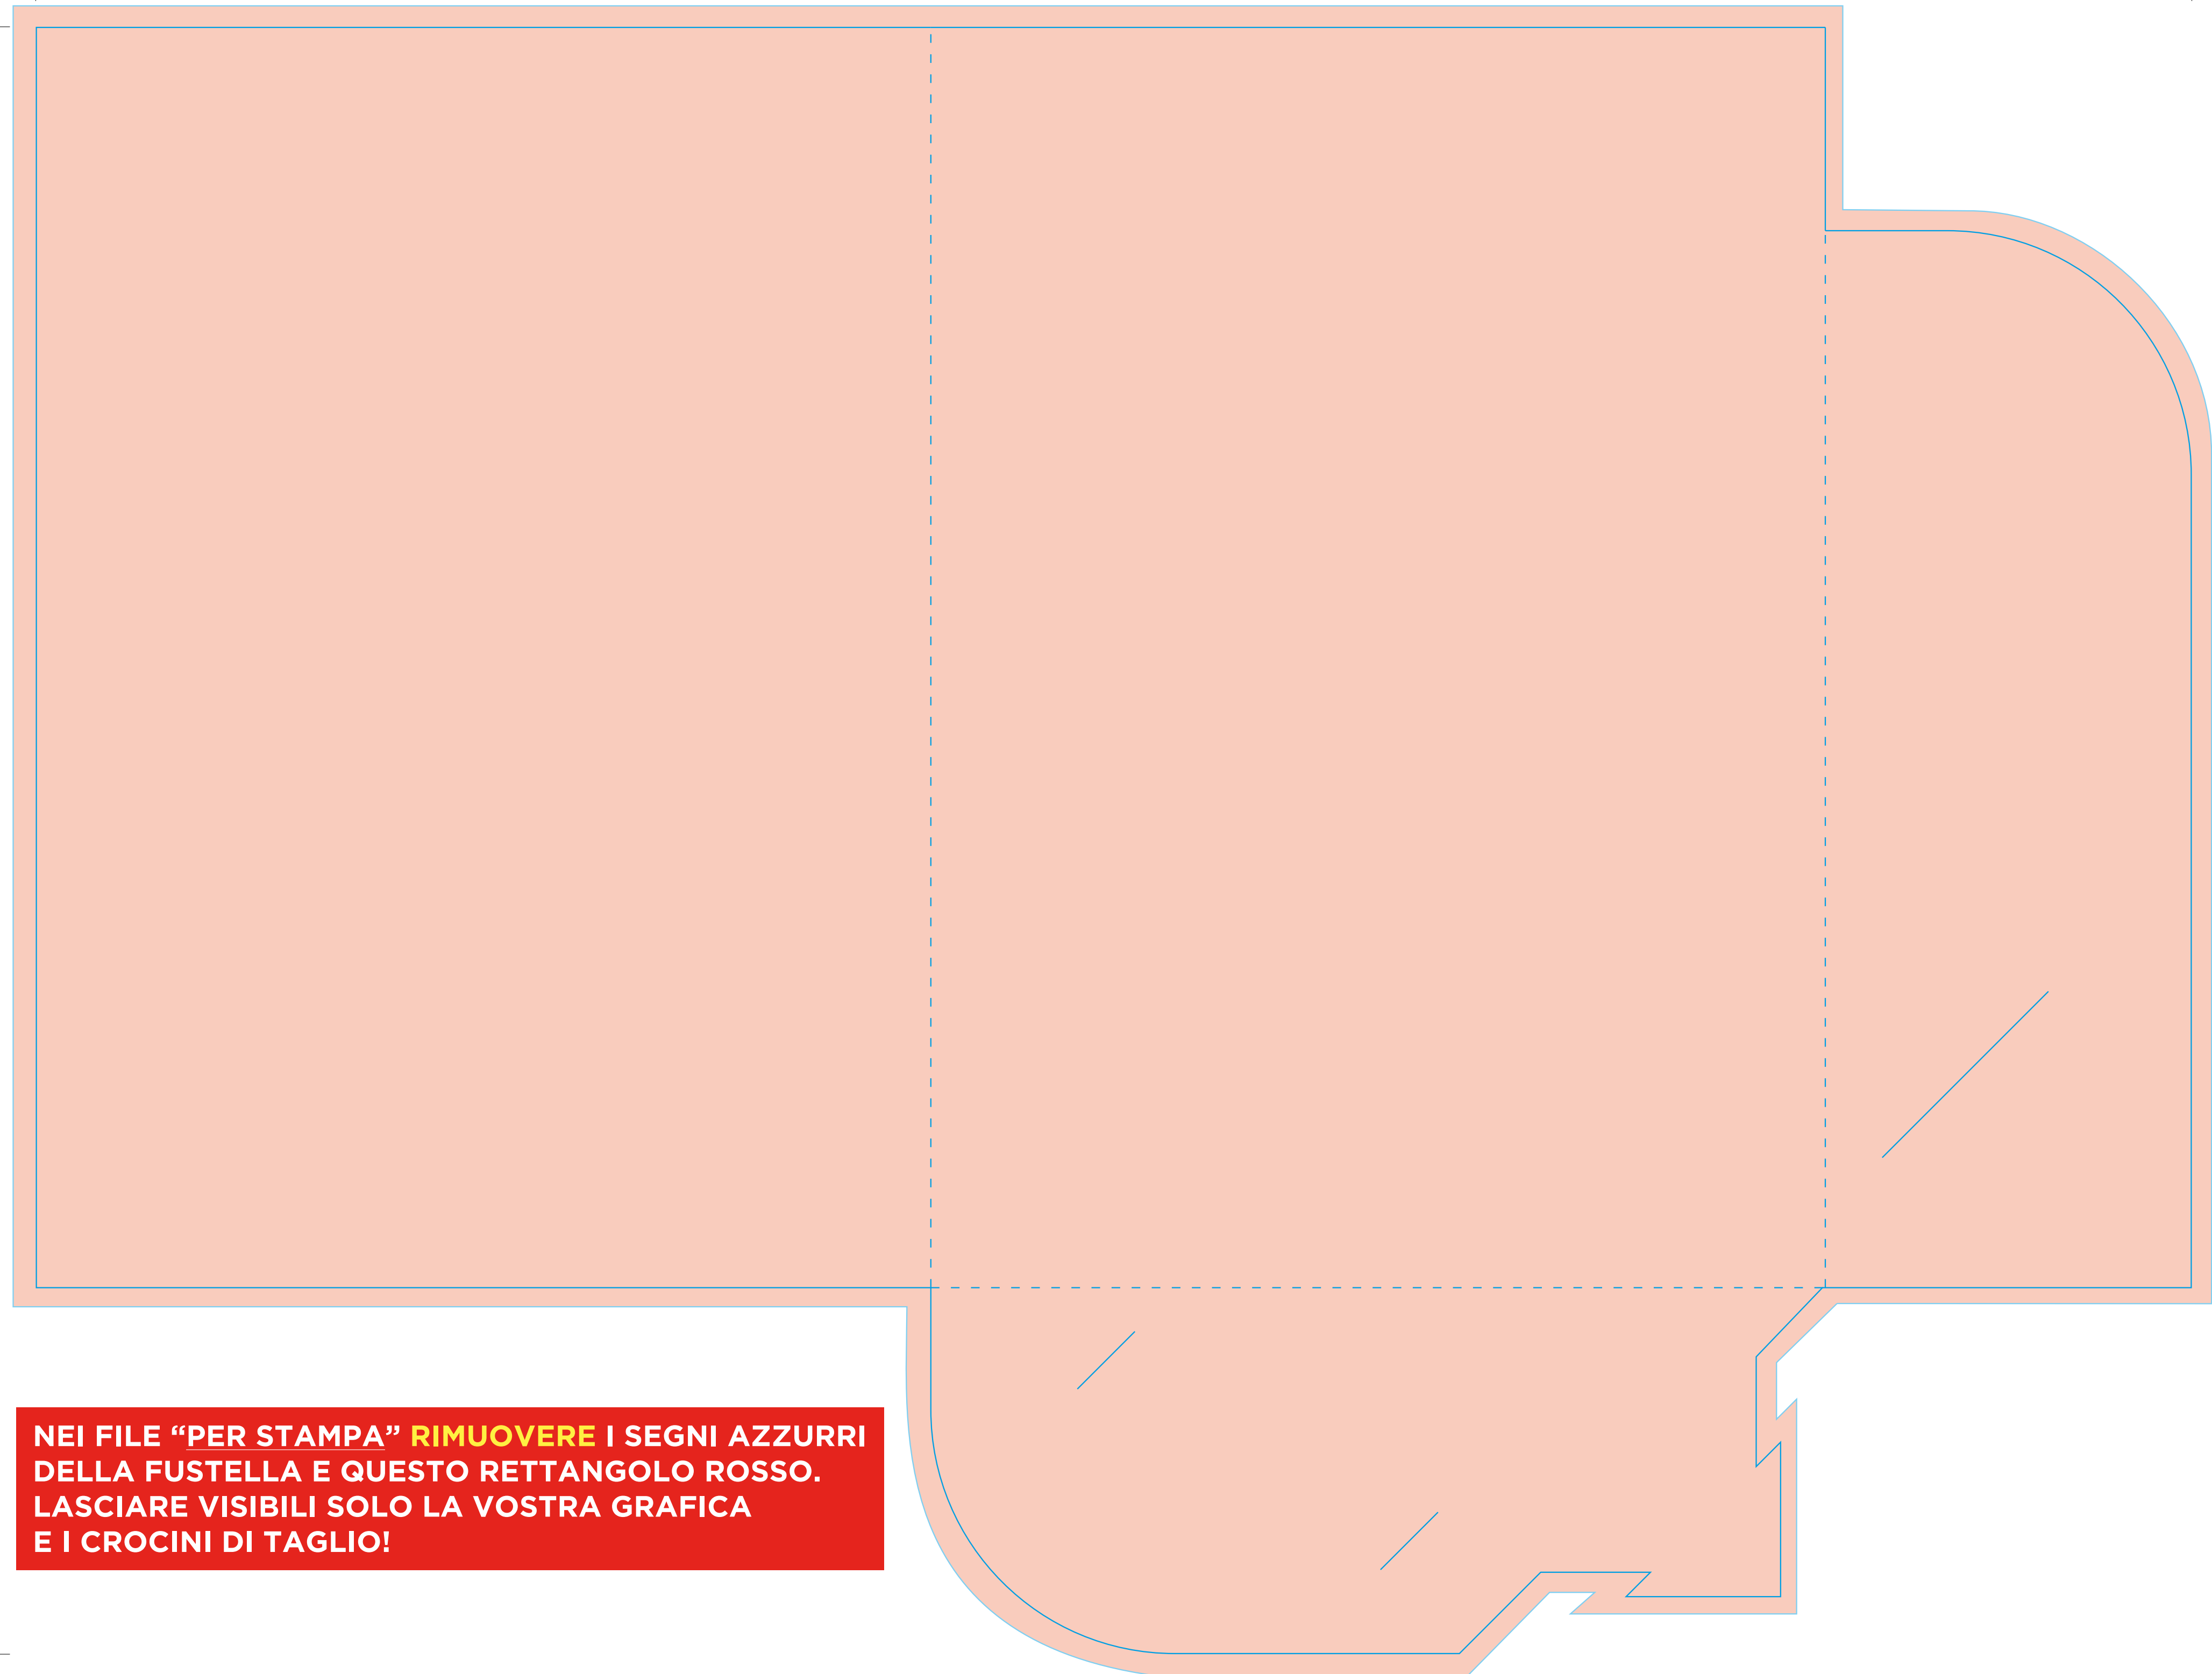 NEI FILE “PER STAMPA” RIMUOVERE I SEGNI AZZURRI
DELLA FUSTELLA E QUESTO RETTANGOLO ROSSO.
LASCIARE VISIBILI SOLO LA VOSTRA GRAFICA
E I CROCINI DI TAGLIO!